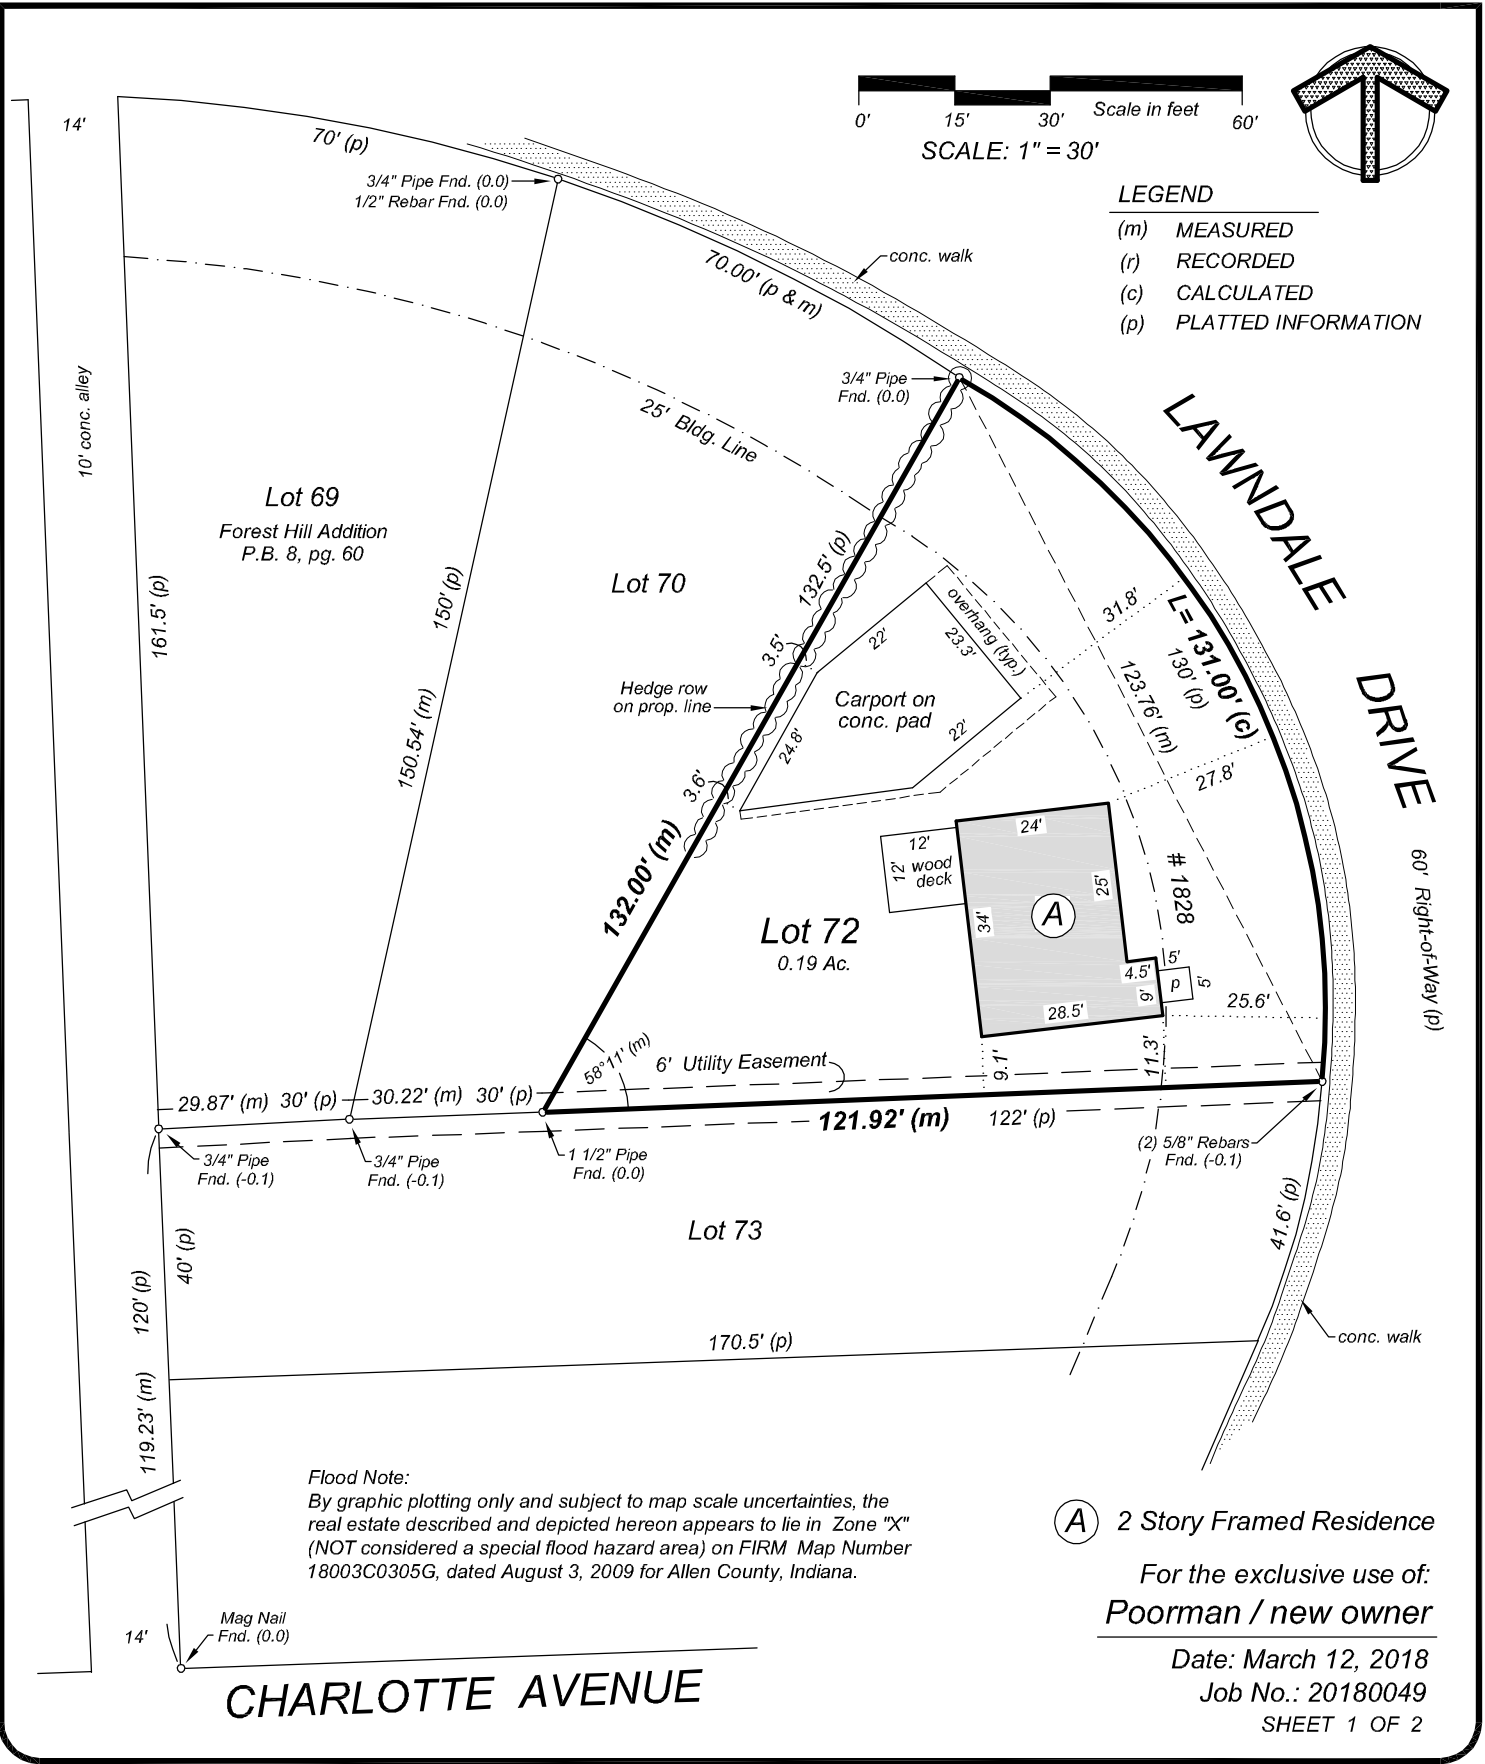 0' 15' 30' 60'
Scale in feet
SCALE: 1" = 30'
LEGEND
(m) MEASURED
(r) RECORDED
(c) CALCULATED
(p) PLATTED INFORMATION
14'
70' (p)
3/4" Pipe Fnd. (0.0)
1/2" Rebar Fnd. (0.0)
conc. walk
70.00' (p & m)
3/4" Pipe
Fnd. (0.0)
10' conc. alley
25' Bldg. Line
LAWNDALE
DRIVE
60' Right-of-Way (p)
Lot 69
Forest Hill Addition
P.B. 8, pg. 60
161.5' (p)
150' (p)
150.54' (m)
Lot 70
132.5' (p)
3.5'
Hedge row
on prop. line
3.6'
132.00' (m)
overhang (typ.)
22'
23.3'
Carport on
conc. pad
24.8'
22'
31.8'
L= 131.00' (c)
130' (p)
123.76' (m)
27.8'
24'
12'
12'
wood
deck
25'
# 1828
34'
A
Lot 72
0.19 Ac.
5'
4.5'
p
5'
9'
28.5'
25.6'
58°11' (m)
6' Utility Easement
9.1'
11.3'
29.87' (m) 30' (p) 30.22' (m) 30' (p)
121.92' (m) 122' (p)
3/4" Pipe
Fnd. (-0.1)
3/4" Pipe
Fnd. (-0.1)
1 1/2" Pipe
Fnd. (0.0)
(2) 5/8" Rebars
Fnd. (-0.1)
Lot 73
40' (p)
120' (p)
41.6' (p)
170.5' (p)
conc. walk
119.23' (m)
Flood Note:
By graphic plotting only and subject to map scale uncertainties, the
real estate described and depicted hereon appears to lie in Zone "X"
(NOT considered a special flood hazard area) on FIRM Map Number
18003C0305G, dated August 3, 2009 for Allen County, Indiana.
A 2 Story Framed Residence
For the exclusive use of:
Poorman / new owner
Date: March 12, 2018
Job No.: 20180049
SHEET 1 OF 2
14'
Mag Nail
Fnd. (0.0)
CHARLOTTE AVENUE